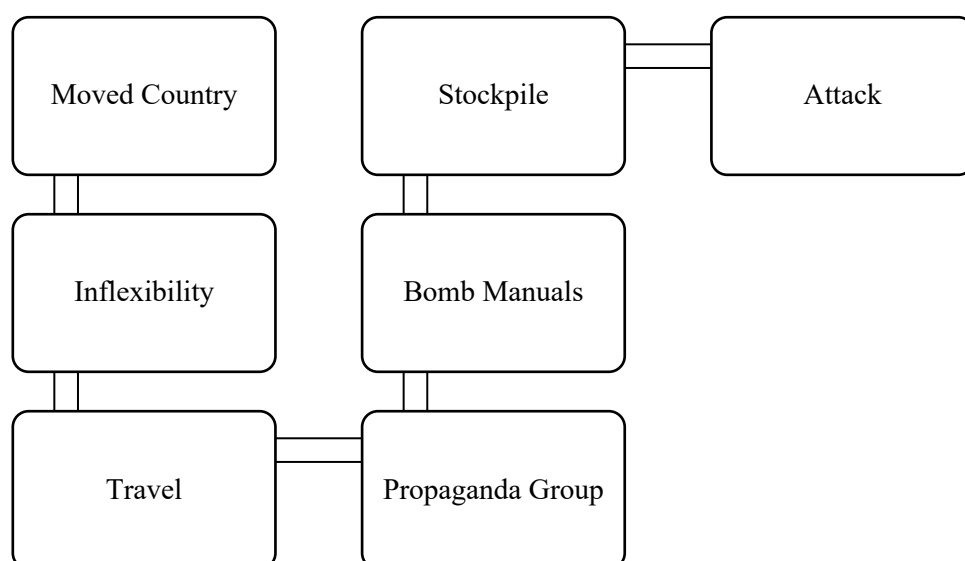 Moved Country
Inflexibility
Travel
Propaganda Group
Bomb Manuals
Stockpile
Attack